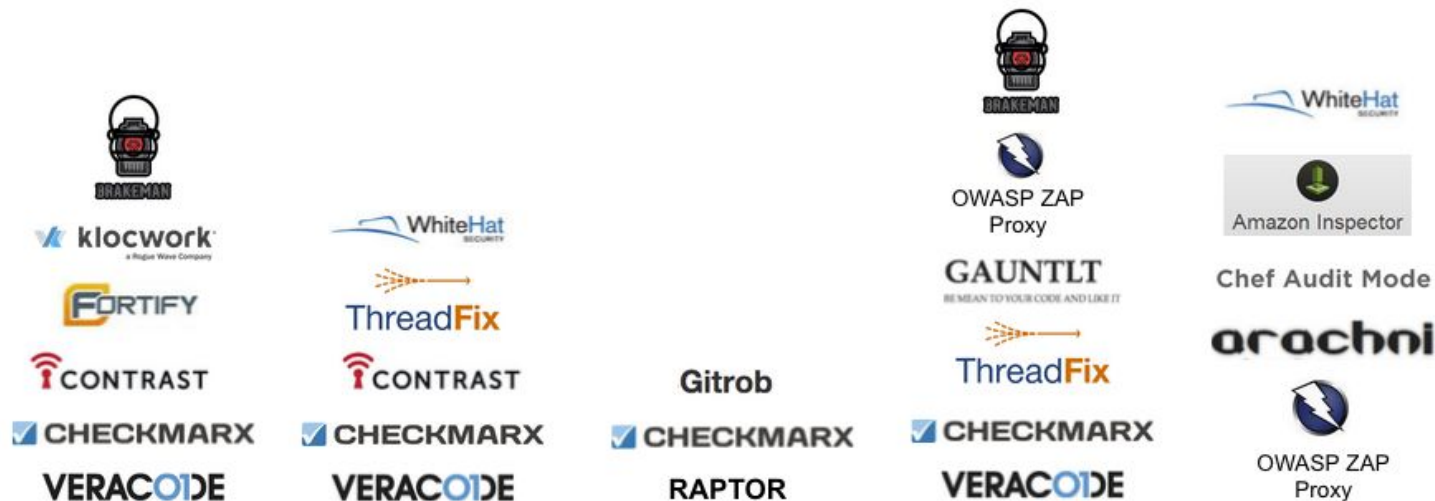 BRAKEMAN
klocwork
a Rogue Wave Company
FORTIFY
CONTRAST
CHECKMARX
VERACODE
WhiteHat
SECURITY
ThreadFix
CONTRAST
CHECKMARX
VERACODE
Gitrob
CHECKMARX
RAPTOR
BRAKEMAN
OWASP ZAP
Proxy
GAUNTLT
BE MEAN TO YOUR CODE AND LIKE IT
ThreadFix
CHECKMARX
VERACODE
WhiteHat
SECURITY
Amazon Inspector
Chef Audit Mode
arachni
OWASP ZAP
Proxy